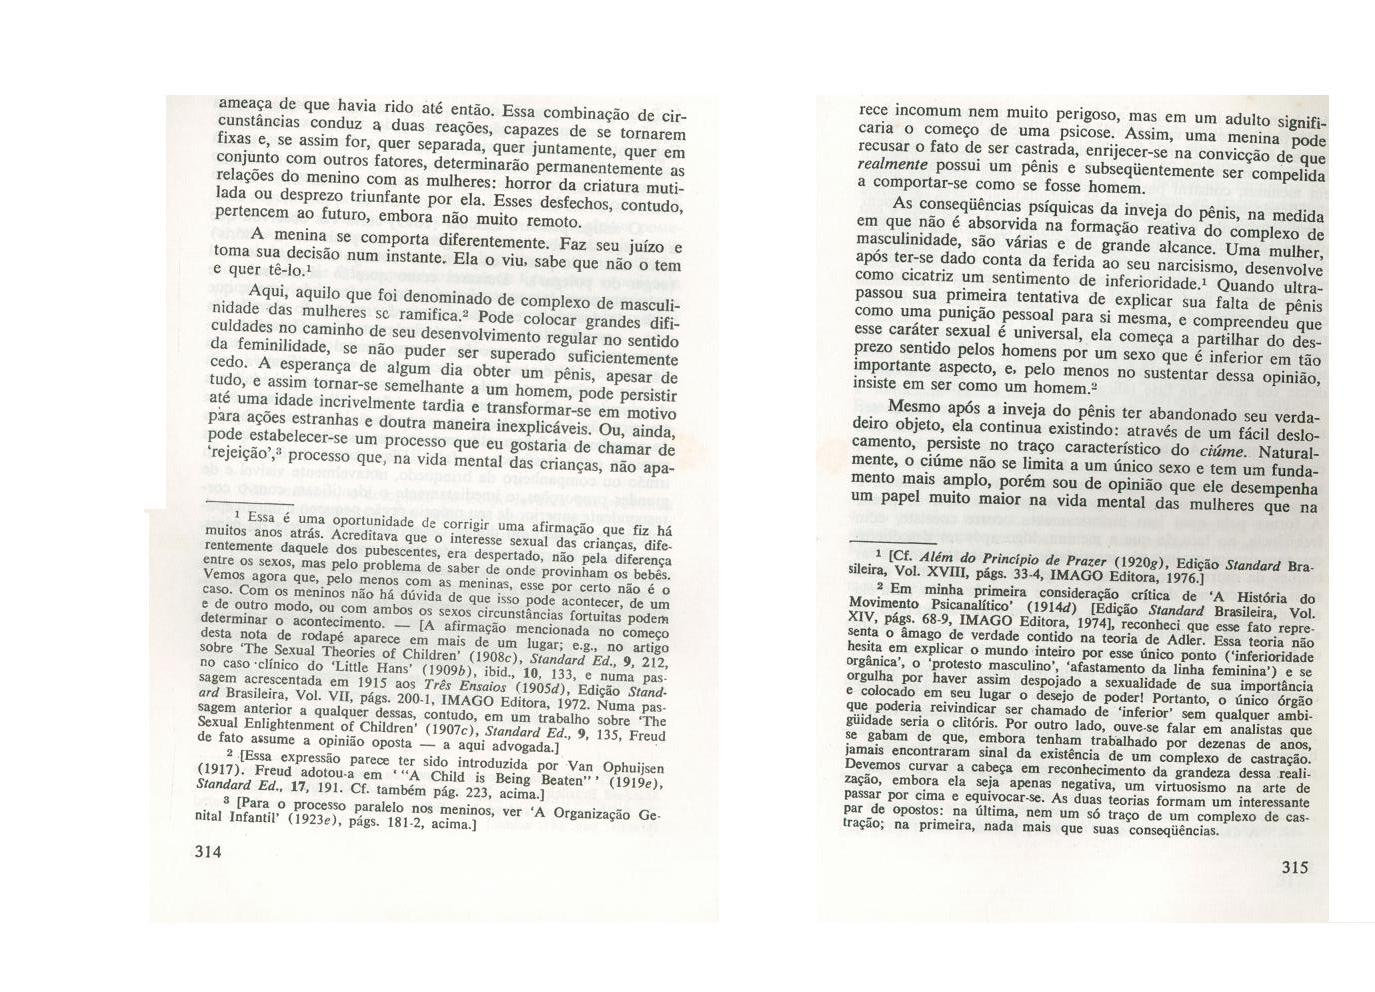 ameaça de que havia rido até então. Essa combinação de cir-
cunstâncias conduz a duas reações, capazes de se tornarem
fixas e, se assim for, quer separada, quer juntamente, quer em
conjunto com outros fatores, determinarão permanentemente as
relações do menino com as mulheres: horror da criatura muti-
lada ou desprezo triunfante por ela. Esses desfechos, contudo,
pertencem ao futuro, embora não muito remoto.
A menina se comporta diferentemente. Faz seu juízo e
toma sua decisão num instante. Ela o viu, sabe que não o tem
e quer tê-lo.¹
Aqui, aquilo que foi denominado de complexo de masculi-
nidade das mulheres se ramifica.² Pode colocar grandes difi-
culdades no caminho de seu desenvolvimento regular no sentido
da feminilidade, se não puder ser superado suficientemente
cedo. A esperança de algum dia obter um pênis, apesar de
tudo, e assim tornar-se semelhante a um homem, pode persistir
até uma idade incrivelmente tardia e transformar-se em motivo
para ações estranhas e doutra maneira inexplicáveis. Ou, ainda,
pode estabelecer-se um processo que eu gostaria de chamar de
‘rejeição’,³ processo que, na vida mental das crianças, não apa-
¹ Essa é uma oportunidade de corrigir uma afirmação que fiz há
muitos anos atrás. Acreditava que o interesse sexual das crianças, dife-
rentemente daquele dos pubescentes, era despertado, não pela diferença
entre os sexos, mas pelo problema de saber de onde provinham os bebês.
Vemos agora que, pelo menos com as meninas, esse por certo não é o
caso. Com os meninos não há dúvida de que isso pode acontecer, de um
e de outro modo, ou com ambos os sexos circunstâncias fortuitas podem
determinar o acontecimento. — [A afirmação mencionada no começo
desta nota de rodapé aparece em mais de um lugar; e.g., no artigo
sobre ‘The Sexual Theories of Children’ (1908c), Standard Ed., 9, 212,
no caso clínico do ‘Little Hans’ (1909b), ibid., 10, 133, e numa pas-
sagem acrescentada em 1915 aos Três Ensaios (1905d), Edição Stand-
ard Brasileira, Vol. VII, págs. 200-1, IMAGO Editora, 1972. Numa pas-
sagem anterior a qualquer dessas, contudo, em um trabalho sobre ‘The
Sexual Enlightenment of Children’ (1907c), Standard Ed., 9, 135, Freud
de fato assume a opinião oposta — a aqui advogada.]
² [Essa expressão parece ter sido introduzida por Van Ophuijsen
(1917). Freud adotou-a em ‘“A Child is Being Beaten”’ (1919e),
Standard Ed., 17, 191. Cf. também pág. 223, acima.]
³ [Para o processo paralelo nos meninos, ver ‘A Organização Ge-
nital Infantil’ (1923e), págs. 181-2, acima.]
314
rece incomum nem muito perigoso, mas em um adulto signifi-
caria o começo de uma psicose. Assim, uma menina pode
recusar o fato de ser castrada, enrijecer-se na convicção de que
realmente possui um pênis e subseqüentemente ser compelida
a comportar-se como se fosse homem.
As conseqüências psíquicas da inveja do pênis, na medida
em que não é absorvida na formação reativa do complexo de
masculinidade, são várias e de grande alcance. Uma mulher,
após ter-se dado conta da ferida ao seu narcisismo, desenvolve
como cicatriz um sentimento de inferioridade.¹ Quando ultra-
passou sua primeira tentativa de explicar sua falta de pênis
como uma punição pessoal para si mesma, e compreendeu que
esse caráter sexual é universal, ela começa a partilhar do des-
prezo sentido pelos homens por um sexo que é inferior em tão
importante aspecto, e, pelo menos no sustentar dessa opinião,
insiste em ser como um homem.²
Mesmo após a inveja do pênis ter abandonado seu verda-
deiro objeto, ela continua existindo: através de um fácil deslo-
camento, persiste no traço característico do ciúme. Natural-
mente, o ciúme não se limita a um único sexo e tem um funda-
mento mais amplo, porém sou de opinião que ele desempenha
um papel muito maior na vida mental das mulheres que na
¹ [Cf. Além do Princípio de Prazer (1920g), Edição Standard Bra-
sileira, Vol. XVIII, págs. 33-4, IMAGO Editora, 1976.]
² Em minha primeira consideração crítica de ‘A História do
Movimento Psicanalítico’ (1914d) [Edição Standard Brasileira, Vol.
XIV, págs. 68-9, IMAGO Editora, 1974], reconheci que esse fato repre-
senta o âmago de verdade contido na teoria de Adler. Essa teoria não
hesita em explicar o mundo inteiro por esse único ponto (‘inferioridade
orgânica’, o ‘protesto masculino’, ‘afastamento da linha feminina’) e se
orgulha por haver assim despojado a sexualidade de sua importância
e colocado em seu lugar o desejo de poder! Portanto, o único órgão
que poderia reivindicar ser chamado de ‘inferior’ sem qualquer ambi-
güidade seria o clitóris. Por outro lado, ouve-se falar em analistas que
se gabam de que, embora tenham trabalhado por dezenas de anos,
jamais encontraram sinal da existência de um complexo de castração.
Devemos curvar a cabeça em reconhecimento da grandeza dessa reali-
zação, embora ela seja apenas negativa, um virtuosismo na arte de
passar por cima e equivocar-se. As duas teorias formam um interessante
par de opostos: na última, nem um só traço de um complexo de cas-
tração; na primeira, nada mais que suas conseqüências.
315